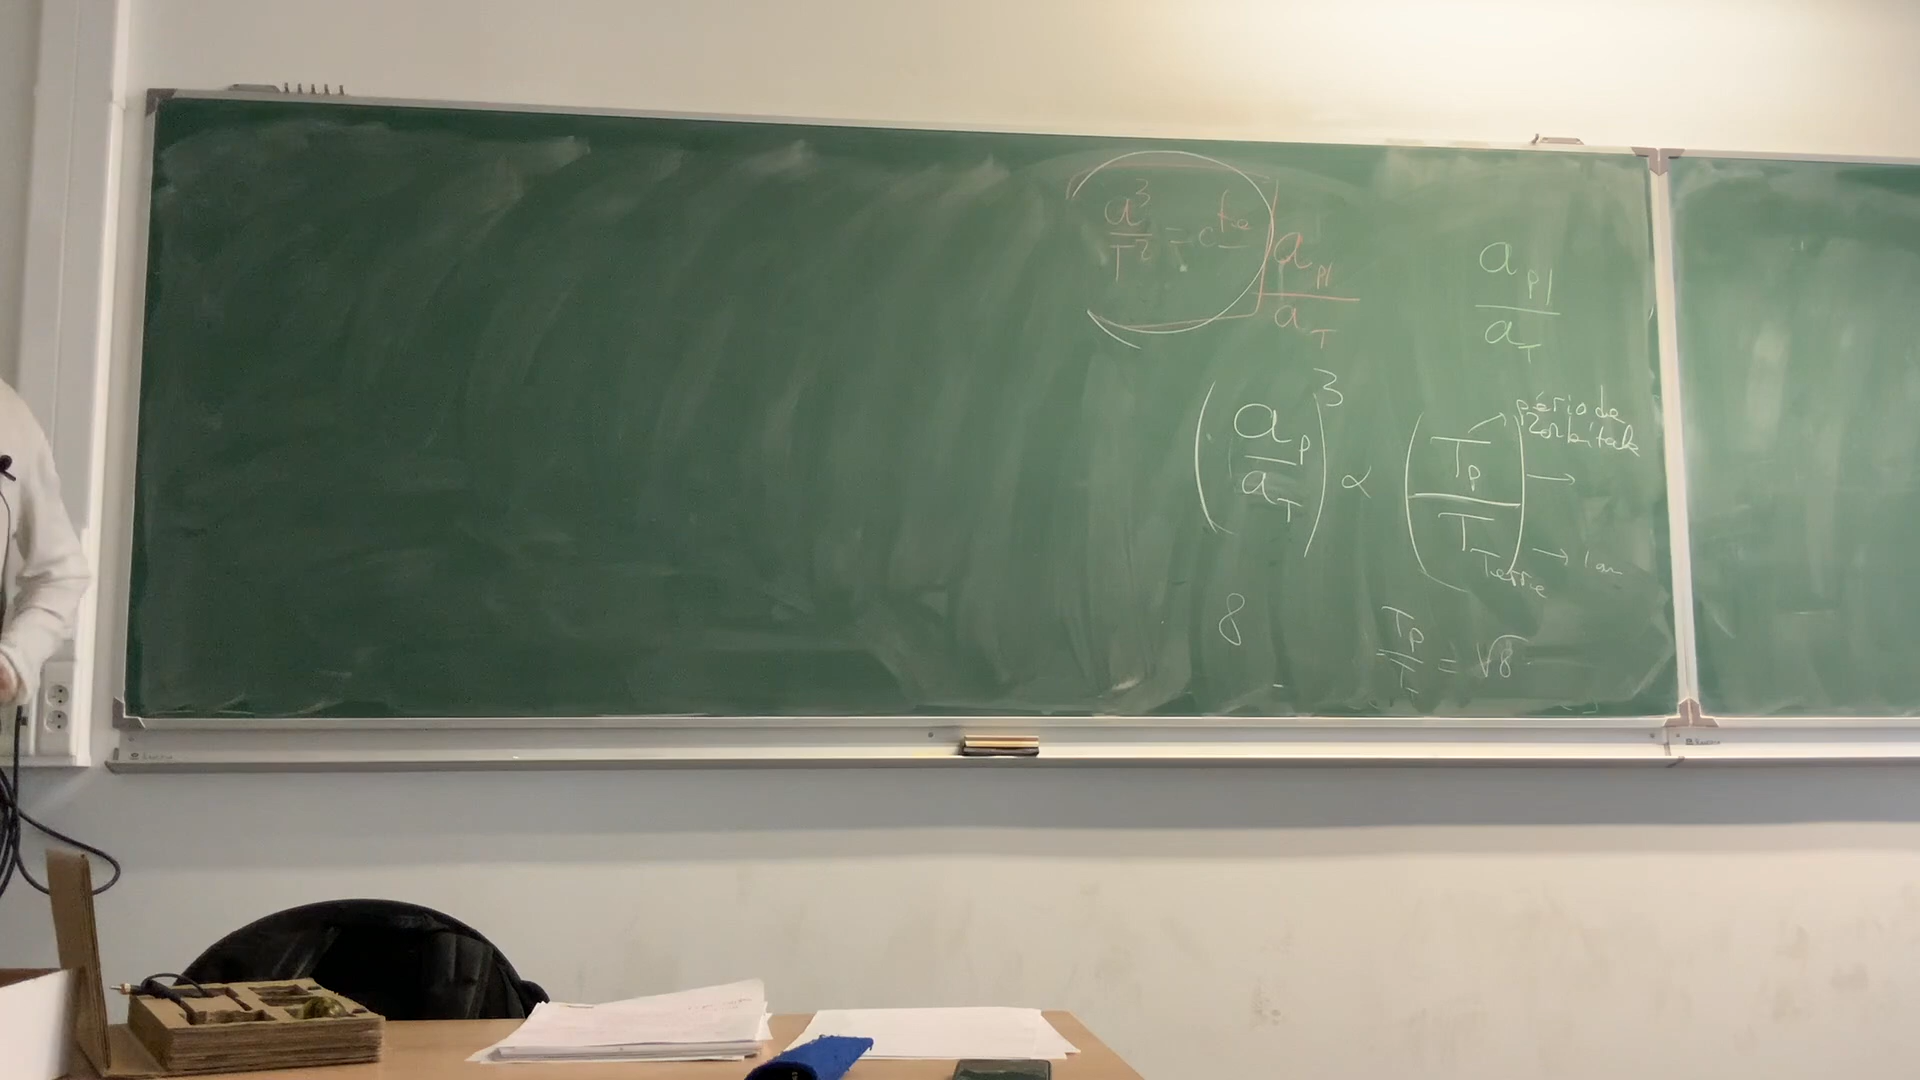 a³/T² = cte
a_pl/a_T
a_pl/a_T
(a_p/a_T)³ ∝ (T_p/T_Terre)
→ période
orbitale
→
→ 1 an
8
T_p/T_T = √8